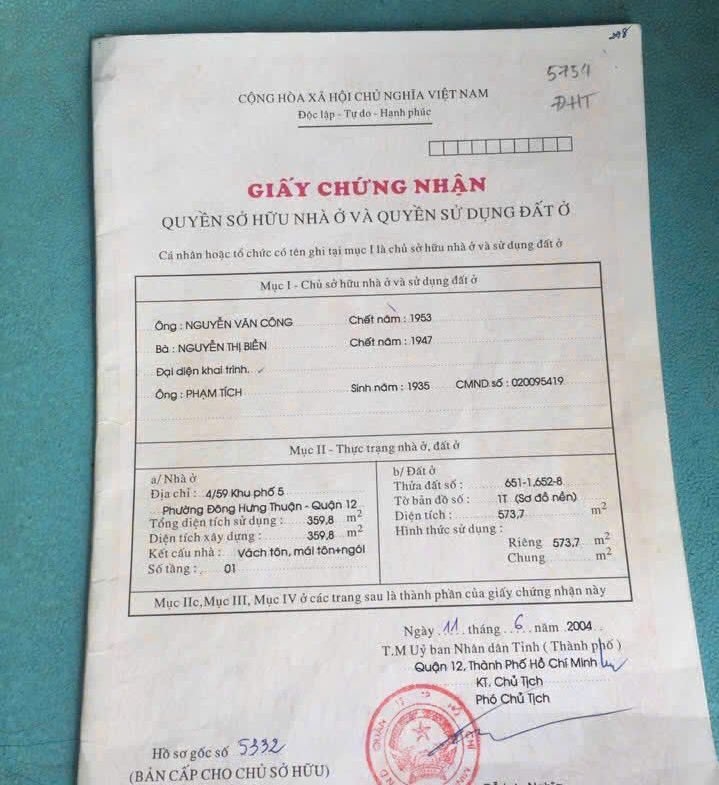 278
5754
ĐHT
CỘNG HÒA XÃ HỘI CHỦ NGHĨA VIỆT NAM
Độc lập - Tự do - Hạnh phúc
GIẤY CHỨNG NHẬN
QUYỀN SỞ HỮU NHÀ Ở VÀ QUYỀN SỬ DỤNG ĐẤT Ở
Cá nhân hoặc tổ chức có tên ghi tại mục I là chủ sở hữu nhà ở và sử dụng đất ở
Mục I - Chủ sở hữu nhà ở và sử dụng đất ở
Ông : NGUYỄN VĂN CÔNG Chết năm : 1953
Bà : NGUYỄN THỊ BIỀN Chết năm : 1947
Đại diện khai trình.
Ông : PHẠM TÍCH Sinh năm : 1935 CMND số : 020095419
Mục II - Thực trạng nhà ở, đất ở
a/ Nhà ở
Địa chỉ : 4/59 Khu phố 5
Phường Đông Hưng Thuận - Quận 12
Tổng diện tích sử dụng : 359,8 m2
Diện tích xây dựng : 359,8 m2
Kết cấu nhà : Vách tôn, mái tôn+ngói
Số tầng : 01
b/ Đất ở
Thửa đất số : 651-1,652-8
Tờ bản đồ số : 1T (Sơ đồ nền)
Diện tích : 573,7 m2
Hình thức sử dụng :
Riêng 573,7 m2
Chung m2
Mục IIc, Mục III, Mục IV ở các trang sau là thành phần của giấy chứng nhận này
Ngày 11 tháng 6 năm 2004
T.M Uỷ ban Nhân dân Tỉnh ( Thành phố )
Quận 12, Thành Phố Hồ Chí Minh
KT. Chủ Tịch
Phó Chủ Tịch
Hồ sơ gốc số 5332
(BẢN CẤP CHO CHỦ SỞ HỮU)